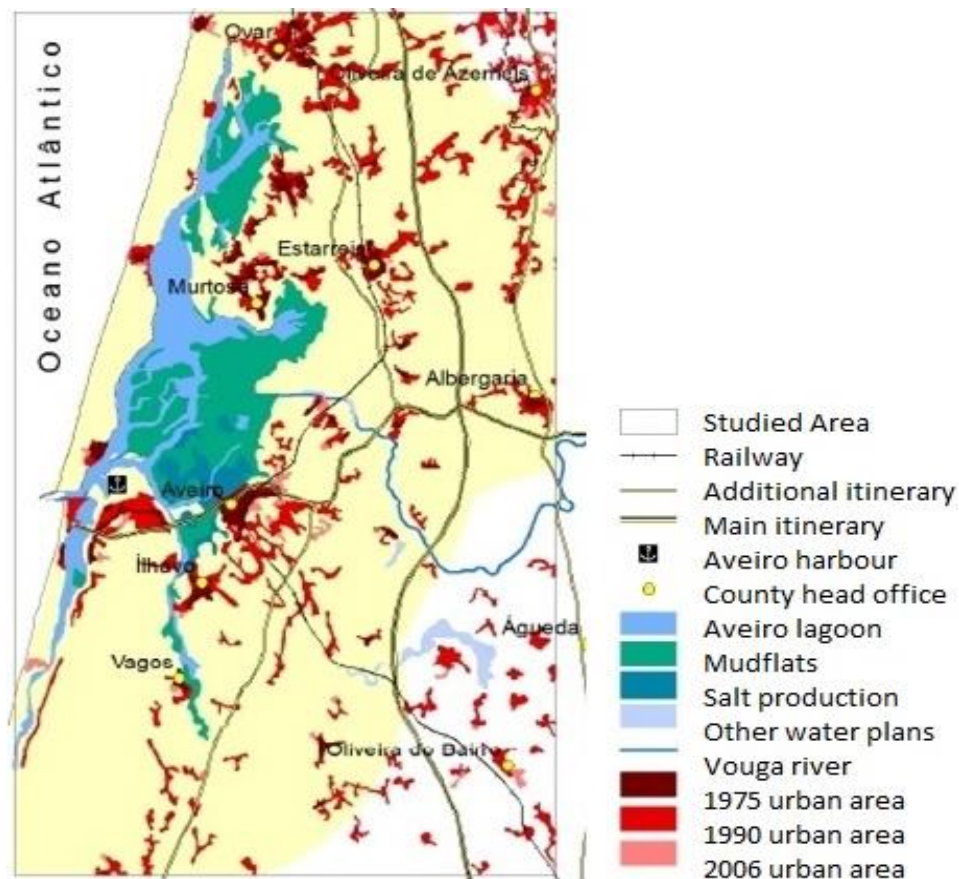 Oceano Atlântico
Ovar
Oliveira de Azeméis
Estarreja
Murtosa
Albergaria
Aveiro
Ílhavo
Águeda
Vagos
Oliveira do Bairro
Studied Area
Railway
Additional itinerary
Main itinerary
Aveiro harbour
County head office
Aveiro lagoon
Mudflats
Salt production
Other water plans
Vouga river
1975 urban area
1990 urban area
2006 urban area